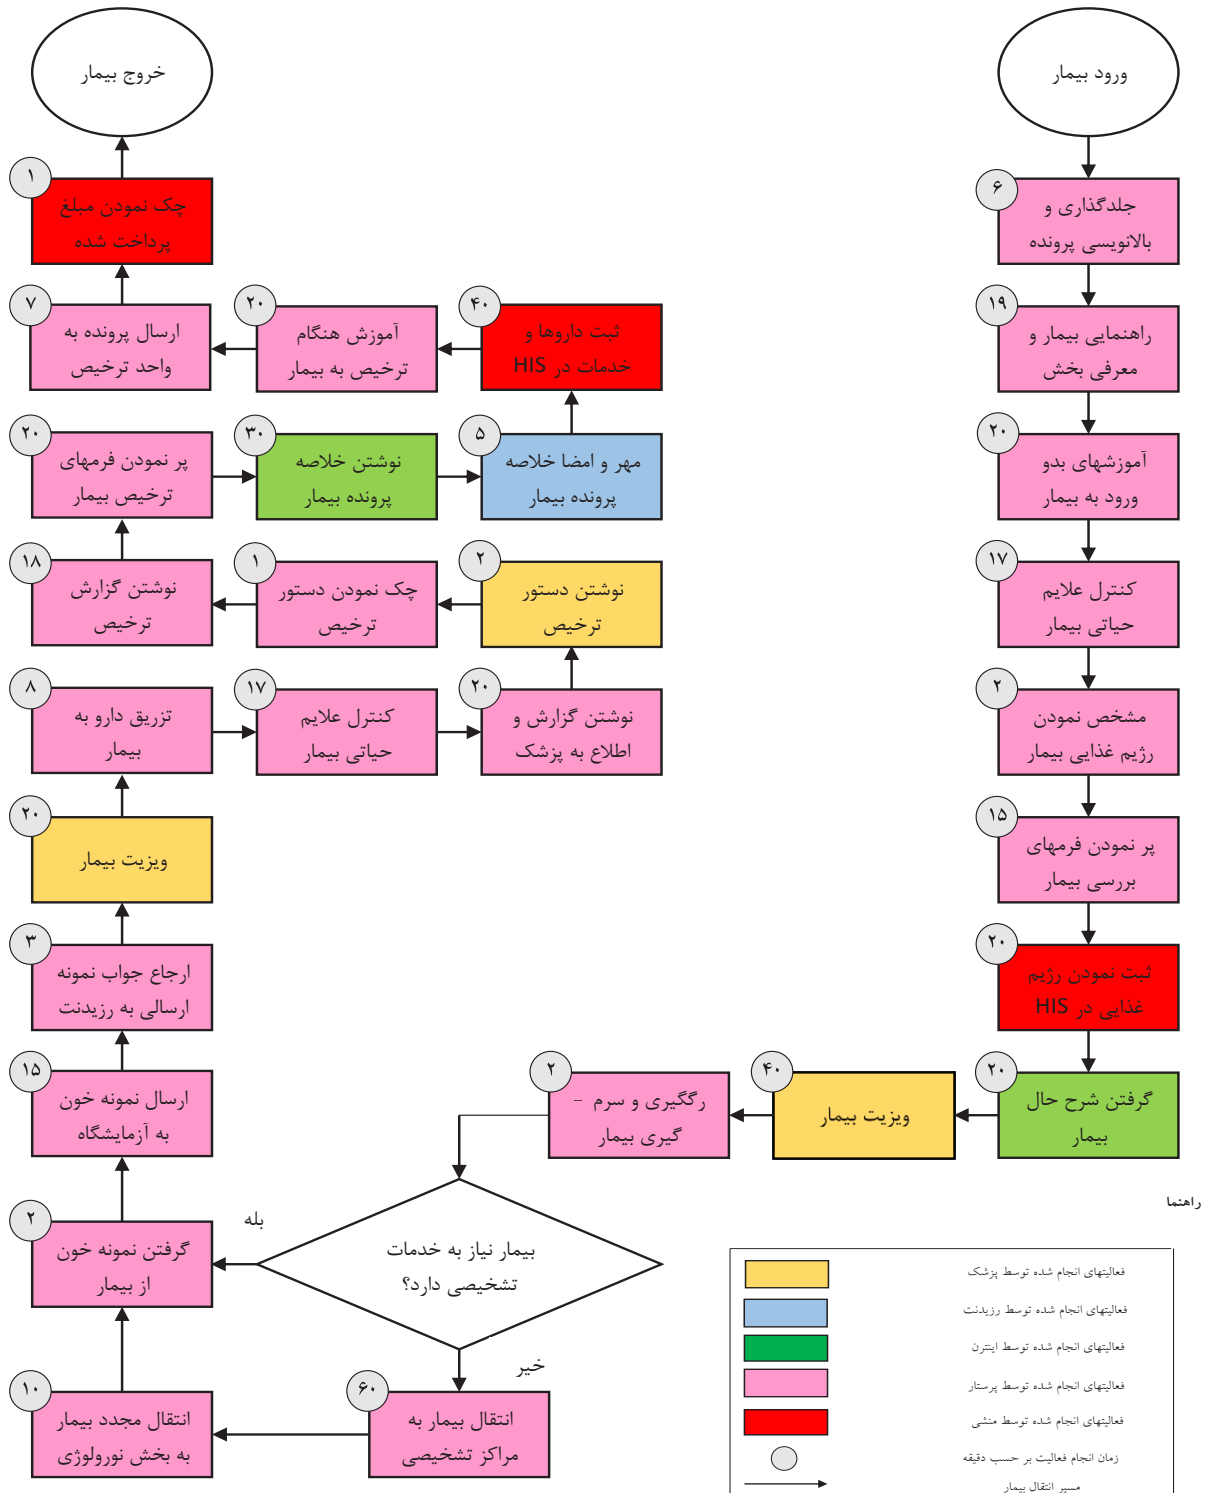 ورود بیمار
۶
جلدگذاری و
بالانویسی پرونده
۱۹
راهنمایی بیمار و
معرفی بخش
۲۰
آموزشهای بدو
ورود به بیمار
۱۷
کنترل علایم
حیاتی بیمار
۲
مشخص نمودن
رژیم غذایی بیمار
۱۵
پر نمودن فرمهای
بررسی بیمار
۲۰
ثبت نمودن رژیم
غذایی در HIS
۲۰
گرفتن شرح حال
بیمار
۴۰
ویزیت بیمار
۲
رگگیری و سرم -
گیری بیمار
بیمار نیاز به خدمات
تشخیصی دارد؟
بله
خیر
۶۰
انتقال بیمار به
مراکز تشخیصی
۱۰
انتقال مجدد بیمار
به بخش نورولوژی
۲
گرفتن نمونه خون
از بیمار
۱۵
ارسال نمونه خون
به آزمایشگاه
۳
ارجاع جواب نمونه
ارسالی به رزیدنت
۲۰
ویزیت بیمار
۸
تزریق دارو به
بیمار
۱۷
کنترل علایم
حیاتی بیمار
۲۰
نوشتن گزارش و
اطلاع به پزشک
۲
نوشتن دستور
ترخیص
۱
چک نمودن دستور
ترخیص
۱۸
نوشتن گزارش
ترخیص
۲۰
پر نمودن فرمهای
ترخیص بیمار
۳۰
نوشتن خلاصه
پرونده بیمار
۵
مهر و امضا خلاصه
پرونده بیمار
۴۰
ثبت داروها و
خدمات در HIS
۲۰
آموزش هنگام
ترخیص به بیمار
۷
ارسال پرونده به
واحد ترخیص
۱
چک نمودن مبلغ
پرداخت شده
خروج بیمار
راهنما
فعالیتهای انجام شده توسط پزشک
فعالیتهای انجام شده توسط رزیدنت
فعالیتهای انجام شده توسط اینترن
فعالیتهای انجام شده توسط پرستار
فعالیتهای انجام شده توسط منشی
زمان انجام فعالیت بر حسب دقیقه
مسیر انتقال بیمار